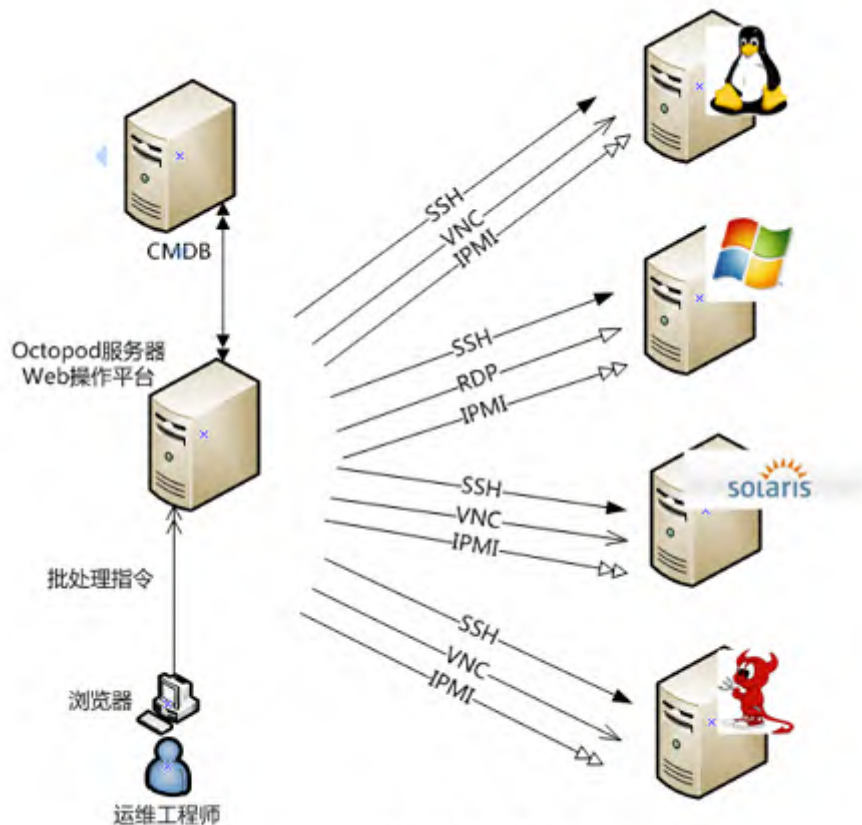 CMDB
Octopod服务器
Web操作平台
批处理指令
浏览器
运维工程师
SSH
VNC
IPMI
SSH
RDP
IPMI
SSH
VNC
IPMI
solaris
SSH
VNC
IPMI